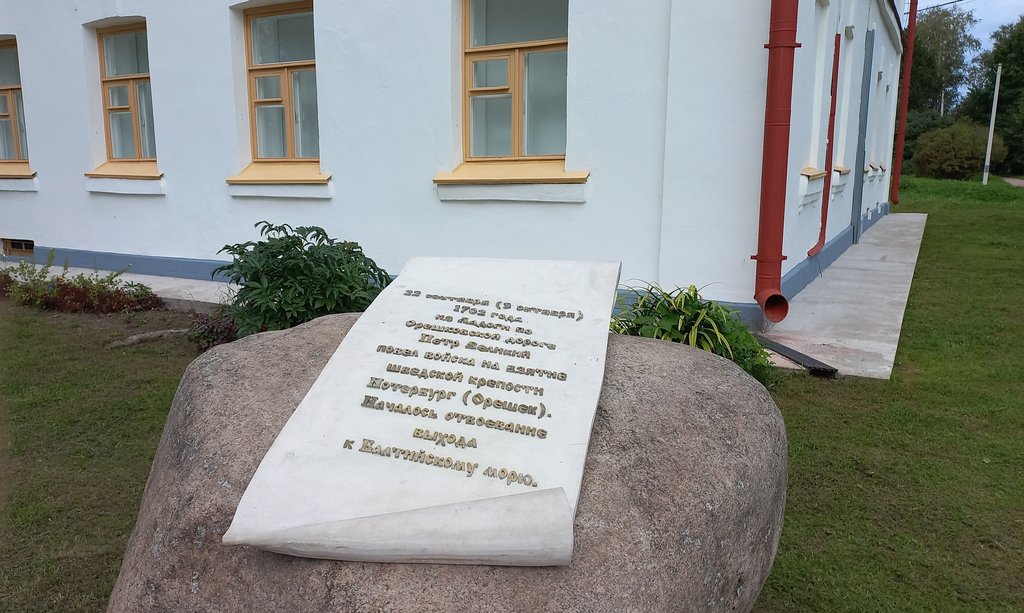 22 сентября (3 октября)
1702 года
из Ладоги по
Орешковской дороге
Петр Великий
повел войска на взятие
шведской крепости
Нотербург (Орешек).
Началось отвоевание
выхода
к Балтийскому морю.